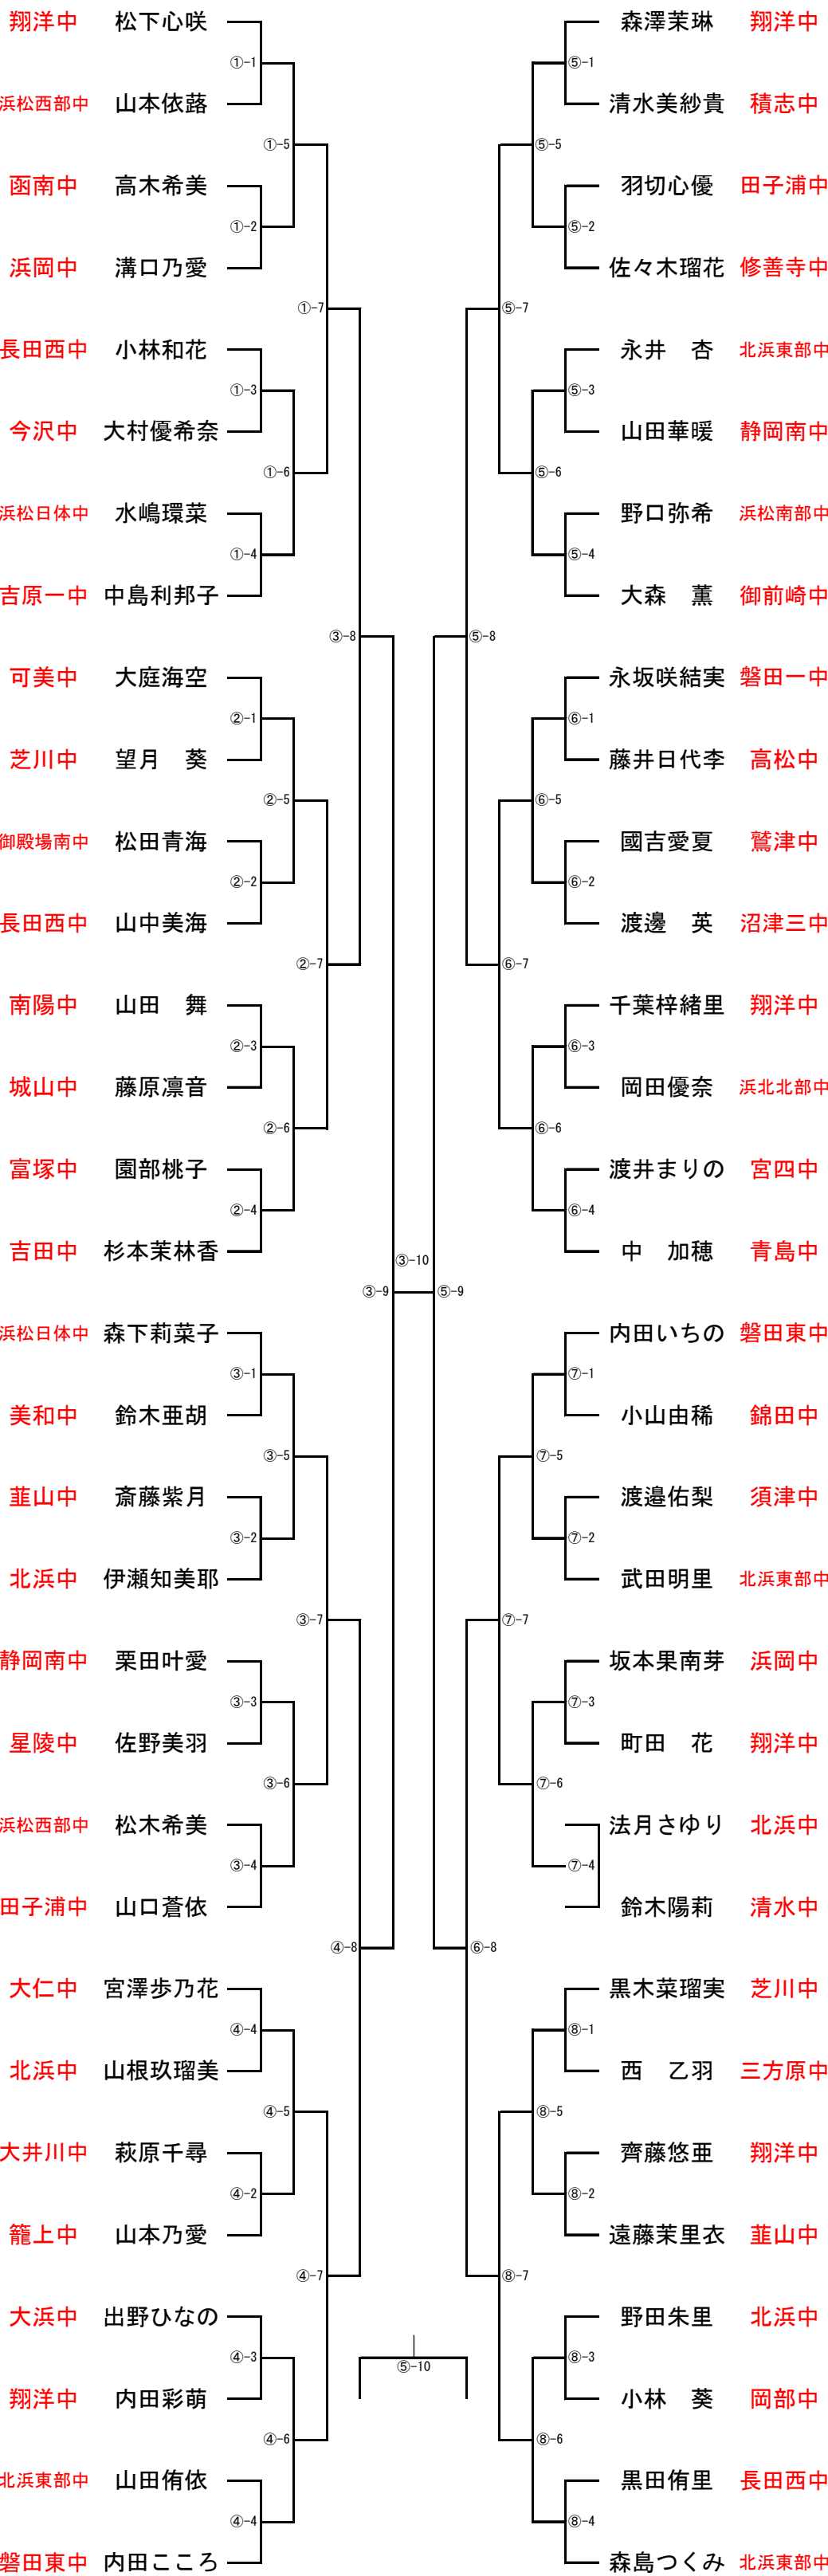 翔洋中 松下心咲 森澤茉琳 翔洋中
①-1 ⑤-1
浜松西部中 山本依蕗 清水美紗貴 積志中
①-5 ⑤-5
函南中 高木希美 羽切心優 田子浦中
①-2 ⑤-2
浜岡中 溝口乃愛 佐々木瑠花 修善寺中
①-7 ⑤-7
長田西中 小林和花 永井 杏 北浜東部中
①-3 ⑤-3
今沢中 大村優希奈 山田華暖 静岡南中
①-6 ⑤-6
浜松日体中 水嶋環菜 野口弥希 浜松南部中
①-4 ⑤-4
吉原一中 中島利邦子 大森 薫 御前崎中
③-8 ⑤-8
可美中 大庭海空 永坂咲結実 磐田一中
②-1 ⑥-1
芝川中 望月 葵 藤井日代李 高松中
②-5 ⑥-5
御殿場南中 松田青海 國吉愛夏 鷲津中
②-2 ⑥-2
長田西中 山中美海 渡邊 英 沼津三中
②-7 ⑥-7
南陽中 山田 舞 千葉梓緒里 翔洋中
②-3 ⑥-3
城山中 藤原凛音 岡田優奈 浜北北部中
②-6 ⑥-6
富塚中 園部桃子 渡井まりの 宮四中
②-4 ⑥-4
吉田中 杉本茉林香 中 加穂 青島中
③-10
③-9 ⑤-9
浜松日体中 森下莉菜子 内田いちの 磐田東中
③-1 ⑦-1
美和中 鈴木亜胡 小山由稀 錦田中
③-5 ⑦-5
韮山中 斎藤紫月 渡邉佑梨 須津中
③-2 ⑦-2
北浜中 伊瀬知美耶 武田明里 北浜東部中
③-7 ⑦-7
静岡南中 栗田叶愛 坂本果南芽 浜岡中
③-3 ⑦-3
星陵中 佐野美羽 町田 花 翔洋中
③-6 ⑦-6
浜松西部中 松木希美 法月さゆり 北浜中
③-4 ⑦-4
田子浦中 山口蒼依 鈴木陽莉 清水中
④-8 ⑥-8
大仁中 宮澤歩乃花 黒木菜瑠実 芝川中
④-4 ⑧-1
北浜中 山根玖瑠美 西 乙羽 三方原中
④-5 ⑧-5
大井川中 萩原千尋 齊藤悠亜 翔洋中
④-2 ⑧-2
籠上中 山本乃愛 遠藤茉里衣 韮山中
④-7 ⑧-7
大浜中 出野ひなの 野田朱里 北浜中
④-3 ⑤-10 ⑧-3
翔洋中 内田彩萌 小林 葵 岡部中
④-6 ⑧-6
北浜東部中 山田侑依 黒田侑里 長田西中
④-4 ⑧-4
磐田東中 内田こころ 森島つくみ 北浜東部中